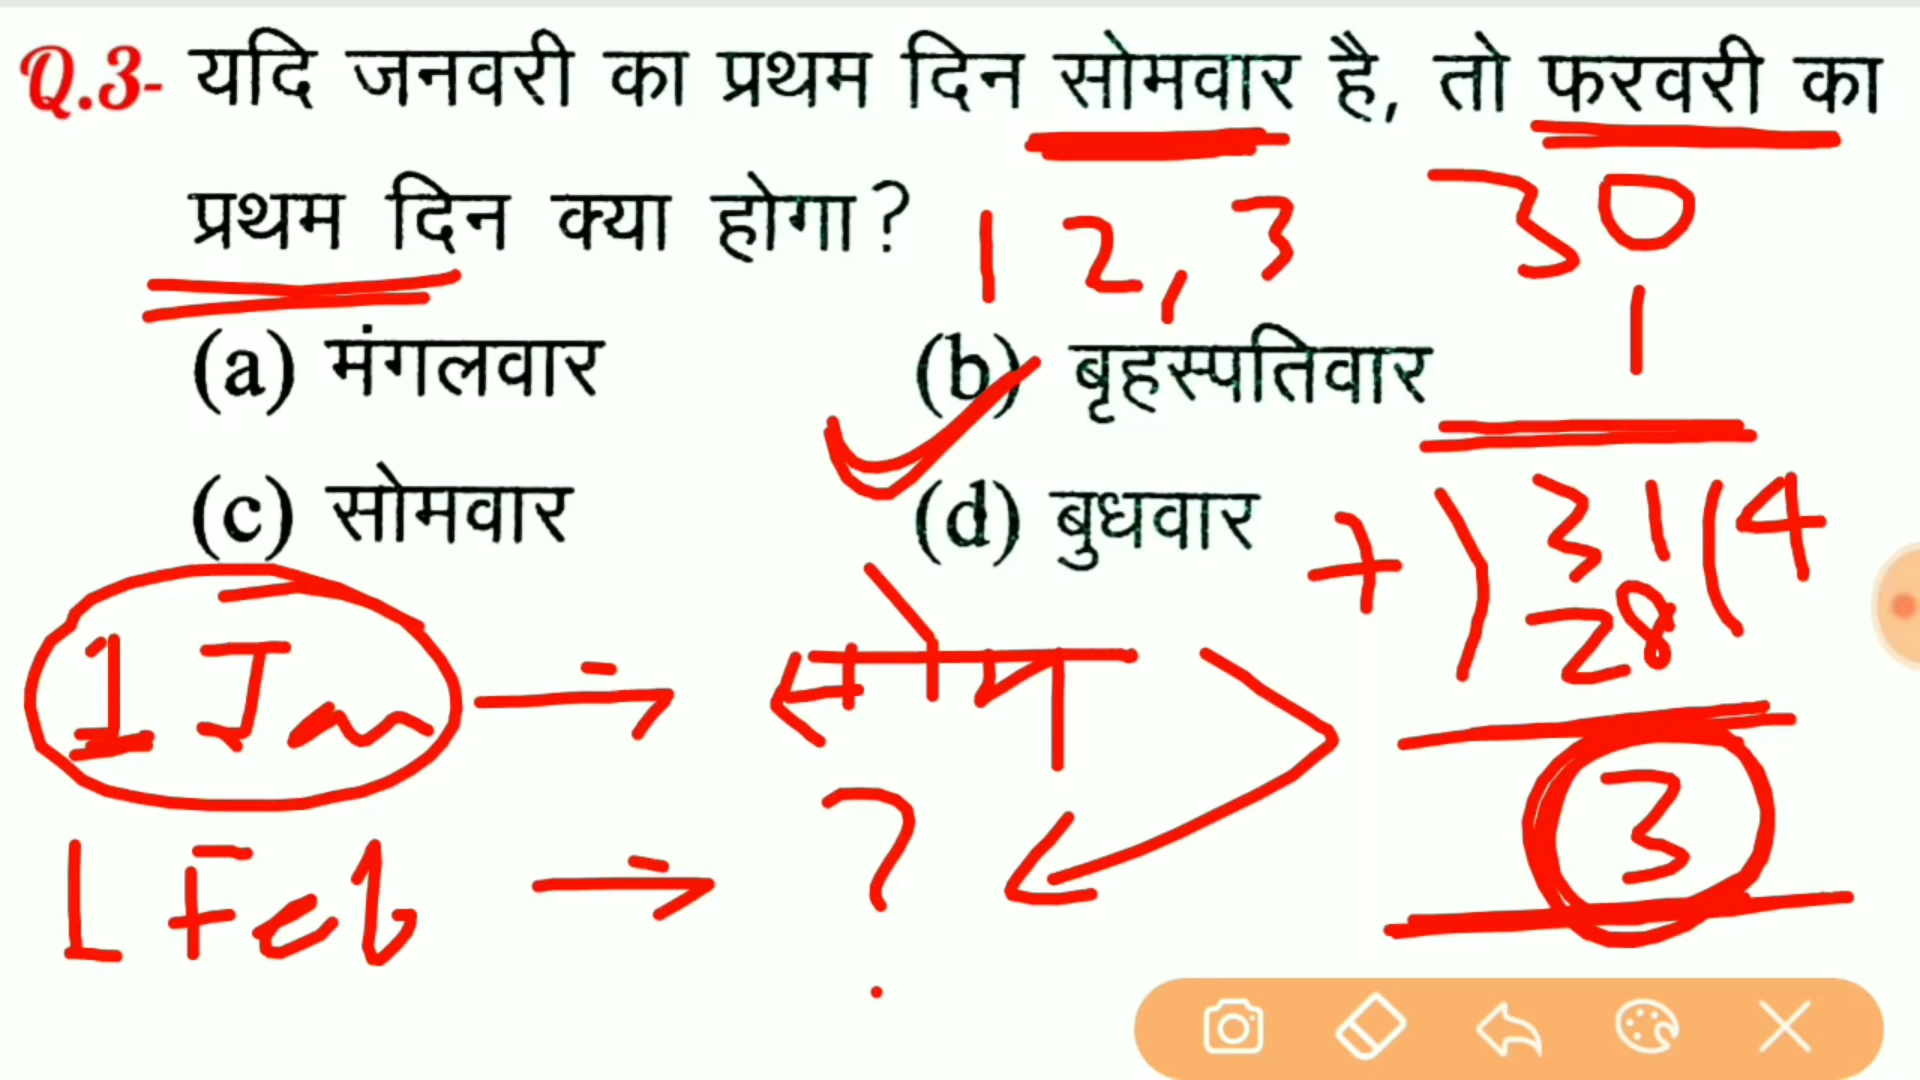 Q.3- यदि जनवरी का प्रथम दिन सोमवार है, तो फरवरी का
प्रथम दिन क्या होगा?
1 2, 3
30
1
(a) मंगलवार
(b) बृहस्पतिवार
(c) सोमवार
(d) बुधवार
+7) 31 (4
28
3
1 Jan → सोम
1 Feb → ?